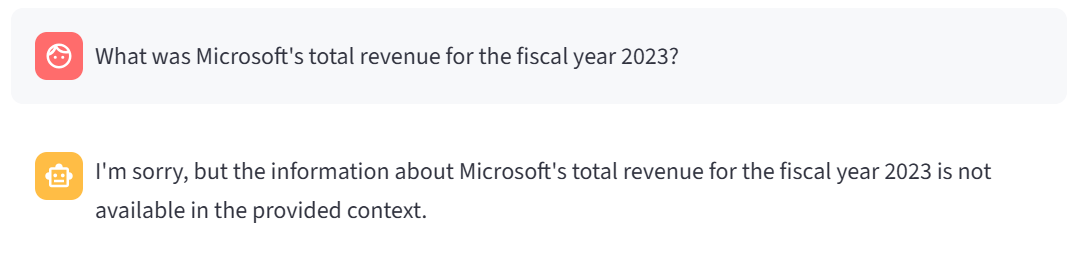 What was Microsoft's total revenue for the fiscal year 2023?
I'm sorry, but the information about Microsoft's total revenue for the fiscal year 2023 is not
available in the provided context.